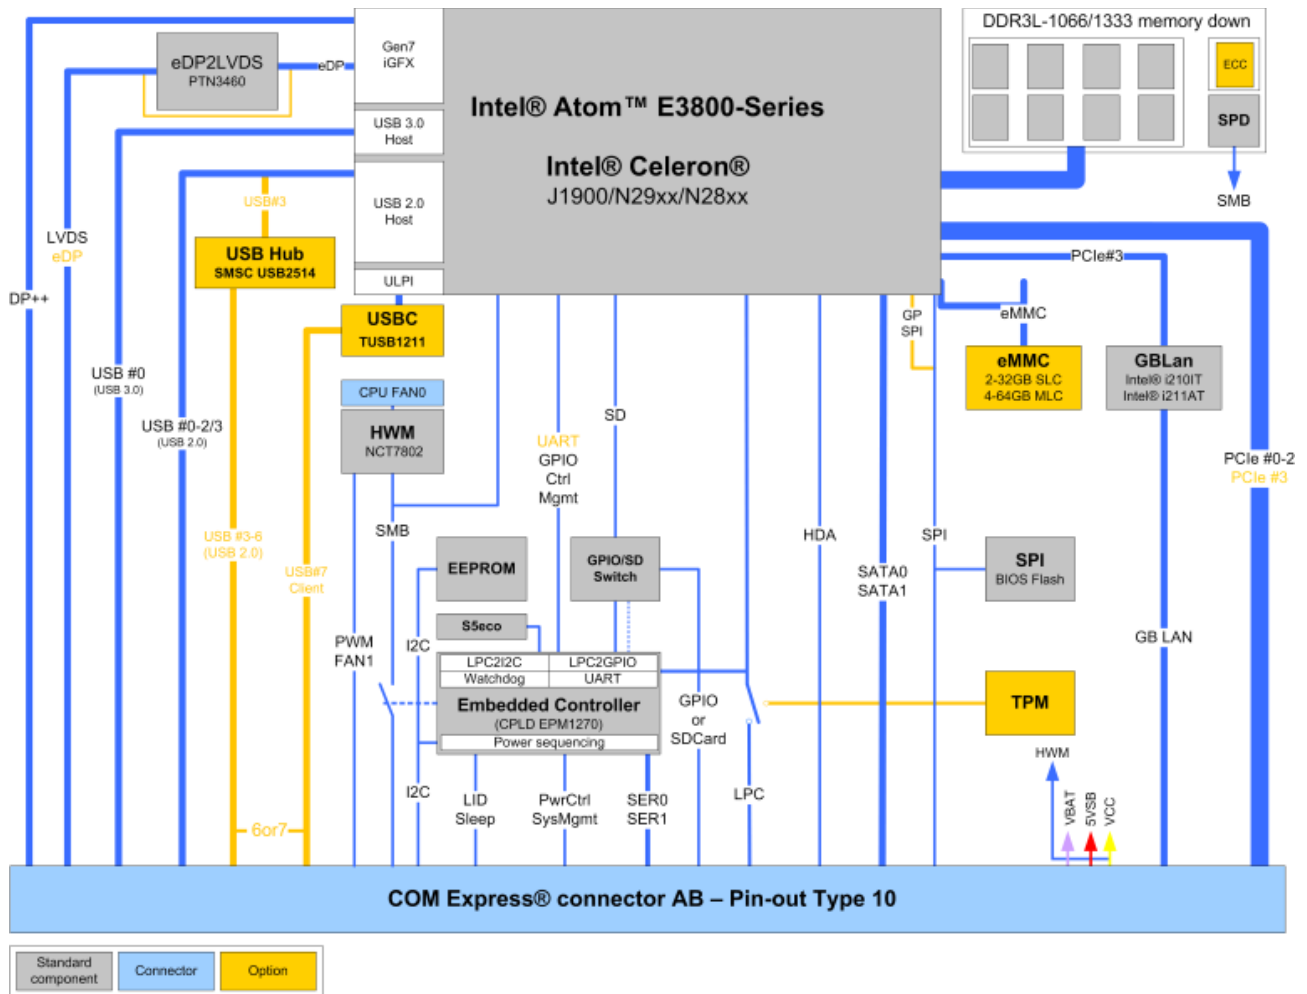 DDR3L-1066/1333 memory down
Gen7
iGFX
eDP2LVDS
PTN3460
eDP
ECC
SPD
SMB
Intel® Atom™ E3800-Series
Intel® Celeron®
J1900/N29xx/N28xx
USB 3.0
Host
USB 2.0
Host
USB#3
LVDS
eDP
USB Hub
SMSC USB2514
ULPI
DP++
USBC
TUSB1211
PCIe#3
GP
SPI
eMMC
eMMC
2-32GB SLC
4-64GB MLC
GBLan
Intel® i210IT
Intel® i211AT
USB #0
(USB 3.0)
CPU FAN0
USB #0-2/3
(USB 2.0)
HWM
NCT7802
SD
UART
GPIO
Ctrl
Mgmt
PCIe #0-2
PCIe #3
USB #3-6
(USB 2.0)
SMB
HDA
SPI
USB#7
Client
EEPROM
GPIO/SD
Switch
SATA0
SATA1
SPI
BIOS Flash
S5eco
PWM
FAN1
I2C
GB LAN
LPC2I2C
LPC2GPIO
Watchdog
UART
Embedded Controller
(CPLD EPM1270)
Power sequencing
GPIO
or
SDCard
TPM
HWM
I2C
LID
Sleep
PwrCtrl
SysMgmt
SER0
SER1
LPC
VBAT
5VSB
VCC
6or7
COM Express® connector AB – Pin-out Type 10
Standard
component
Connector
Option